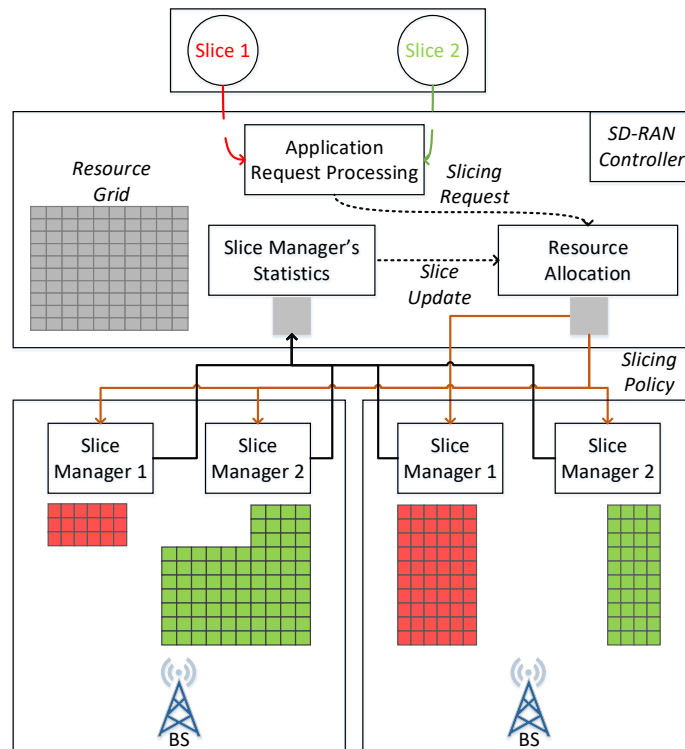 Slice 1
Slice 2
SD-RAN
Controller
Application
Request Processing
Resource
Grid
Slicing
Request
Slice Manager’s
Statistics
Slice
Update
Resource
Allocation
Slicing
Policy
Slice
Manager 1
Slice
Manager 2
Slice
Manager 1
Slice
Manager 2
BS
BS